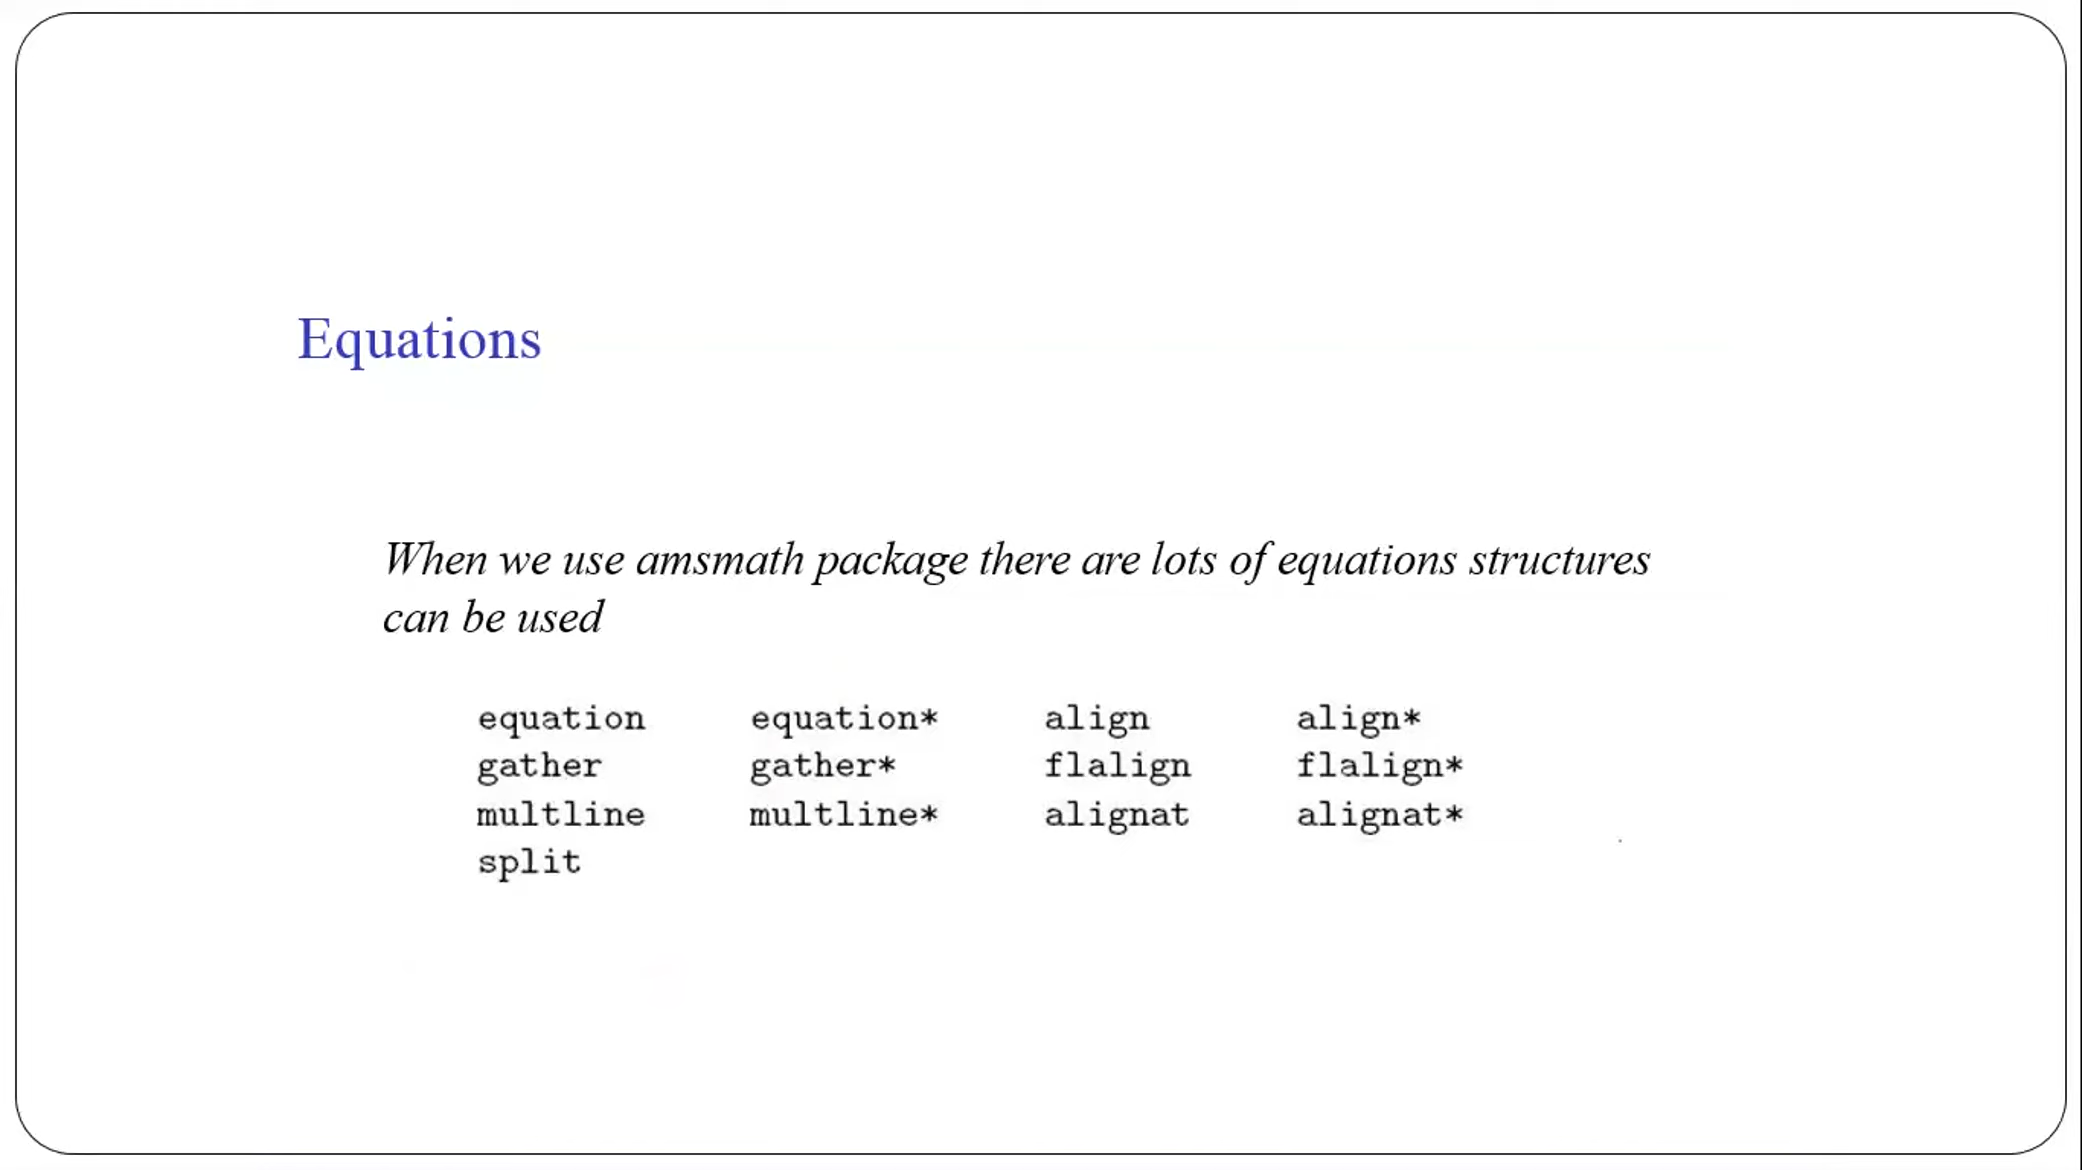 Equations
When we use amsmath package there are lots of equations structures
can be used
equation equation* align align*
gather gather* flalign flalign*
multline multline* alignat alignat*
split